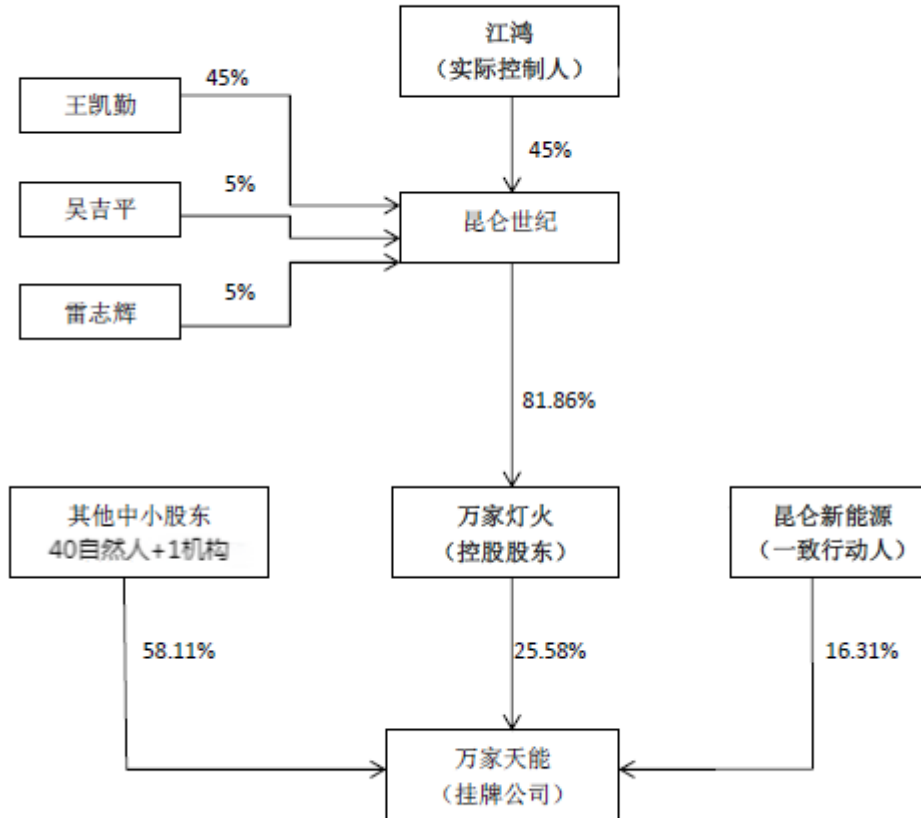 江鸿
（实际控制人）
45%
王凯勤
45%
5%
吴吉平
昆仑世纪
5%
雷志辉
81.86%
其他中小股东
40自然人+1机构
万家灯火
（控股股东）
昆仑新能源
（一致行动人）
58.11%
25.58%
16.31%
万家天能
（挂牌公司）